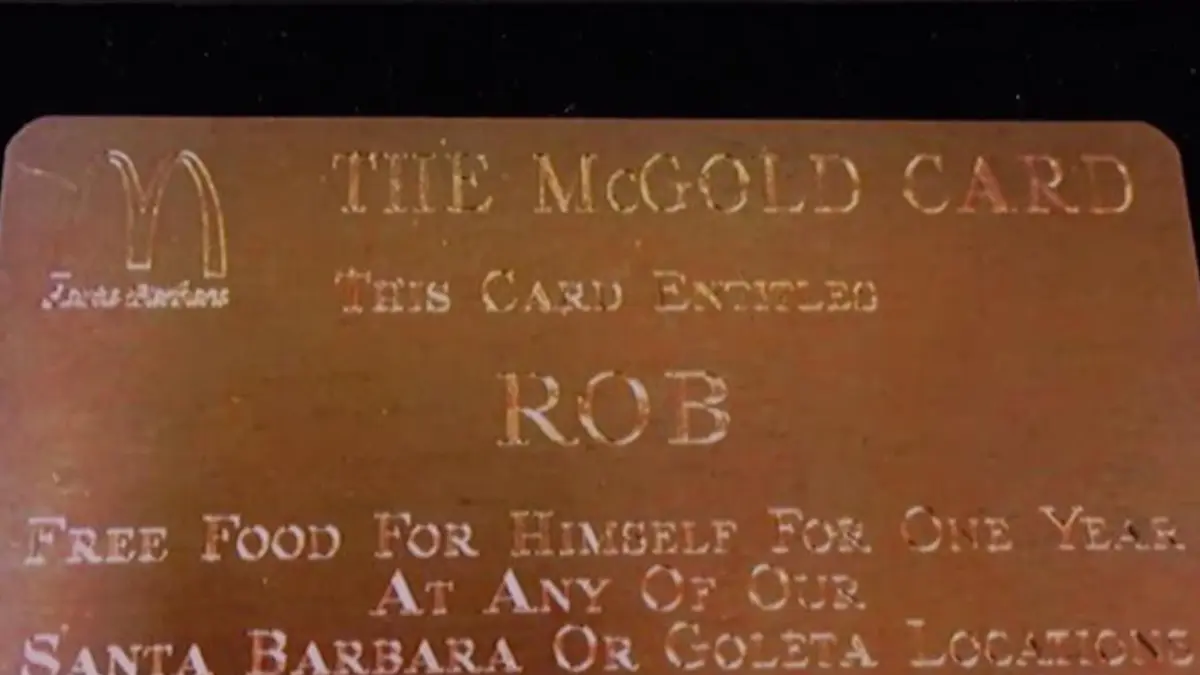 THE McGOLD CARD
THIS CARD ENTITLES
ROB
FREE FOOD FOR HIMSELF FOR ONE YEAR
AT ANY OF OUR
SANTA BARBARA OR GOLETA LOCATIONS